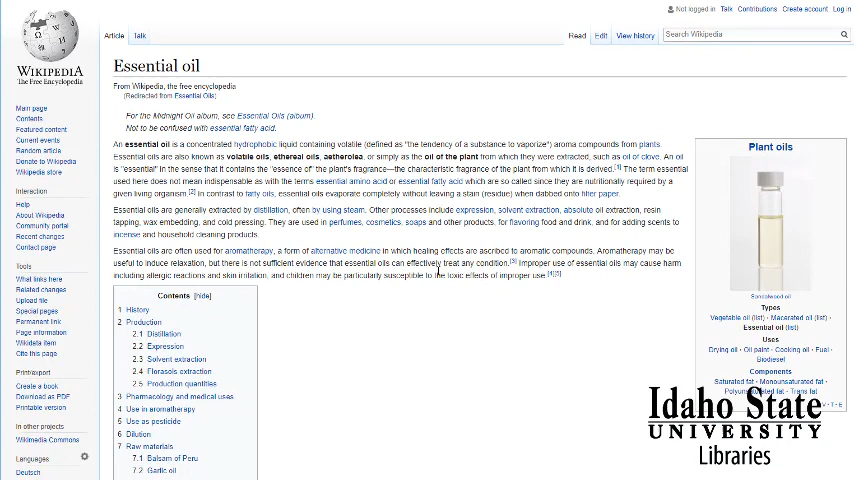 Not logged in Talk Contributions Create account Log in
Article Talk Read Edit View history Search Wikipedia
WIKIPEDIA
The Free Encyclopedia
Main page
Contents
Featured content
Current events
Random article
Donate to Wikipedia
Wikipedia store
Interaction
Help
About Wikipedia
Community portal
Recent changes
Contact page
Tools
What links here
Related changes
Upload file
Special pages
Permanent link
Page information
Wikidata item
Cite this page
Print/export
Create a book
Download as PDF
Printable version
In other projects
Wikimedia Commons
Languages
Deutsch
Essential oil
From Wikipedia, the free encyclopedia
(Redirected from Essential Oils)
For the Midnight Oil album, see Essential Oils (album).
Not to be confused with essential fatty acid.
An essential oil is a concentrated hydrophobic liquid containing volatile (defined as "the tendency of a substance to vaporize") aroma compounds from plants
Essential oils are also known as volatile oils, ethereal oils, aetherolea, or simply as the oil of the plant from which they were extracted, such as oil of clove. An oil
is "essential" in the sense that it contains the "essence of" the plant's fragrance—the characteristic fragrance of the plant from which it is derived.[1] The term essential
used here does not mean indispensable as with the terms essential amino acid or essential fatty acid which are so called since they are nutritionally required by a
given living organism.[2] In contrast to fatty oils, essential oils evaporate completely without leaving a stain (residue) when dabbed onto filter paper.
Essential oils are generally extracted by distillation, often by using steam. Other processes include expression, solvent extraction, absolute oil extraction, resin
tapping, wax embedding, and cold pressing. They are used in perfumes, cosmetics, soaps and other products, for flavoring food and drink, and for adding scents to
incense and household cleaning products.
Essential oils are often used for aromatherapy, a form of alternative medicine in which healing effects are ascribed to aromatic compounds. Aromatherapy may be
useful to induce relaxation, but there is not sufficient evidence that essential oils can effectively treat any condition.[3] Improper use of essential oils may cause harm
including allergic reactions and skin irritation, and children may be particularly susceptible to the toxic effects of improper use.[4][5]
Contents [hide]
1 History
2 Production
2.1 Distillation
2.2 Expression
2.3 Solvent extraction
2.4 Florasols extraction
2.5 Production quantities
3 Pharmacology and medical uses
4 Use in aromatherapy
5 Use as pesticide
6 Dilution
7 Raw materials
7.1 Balsam of Peru
7.2 Garlic oil
Plant oils
Sandalwood oil
Types
Vegetable oil (list) · Macerated oil (list) ·
Essential oil (list)
Uses
Drying oil · Oil paint · Cooking oil · Fuel ·
Biodiesel
Components
Saturated fat · Monounsaturated fat ·
Polyunsaturated fat · Trans fat
V · T · E
Idaho State
UNIVERSITY
Libraries